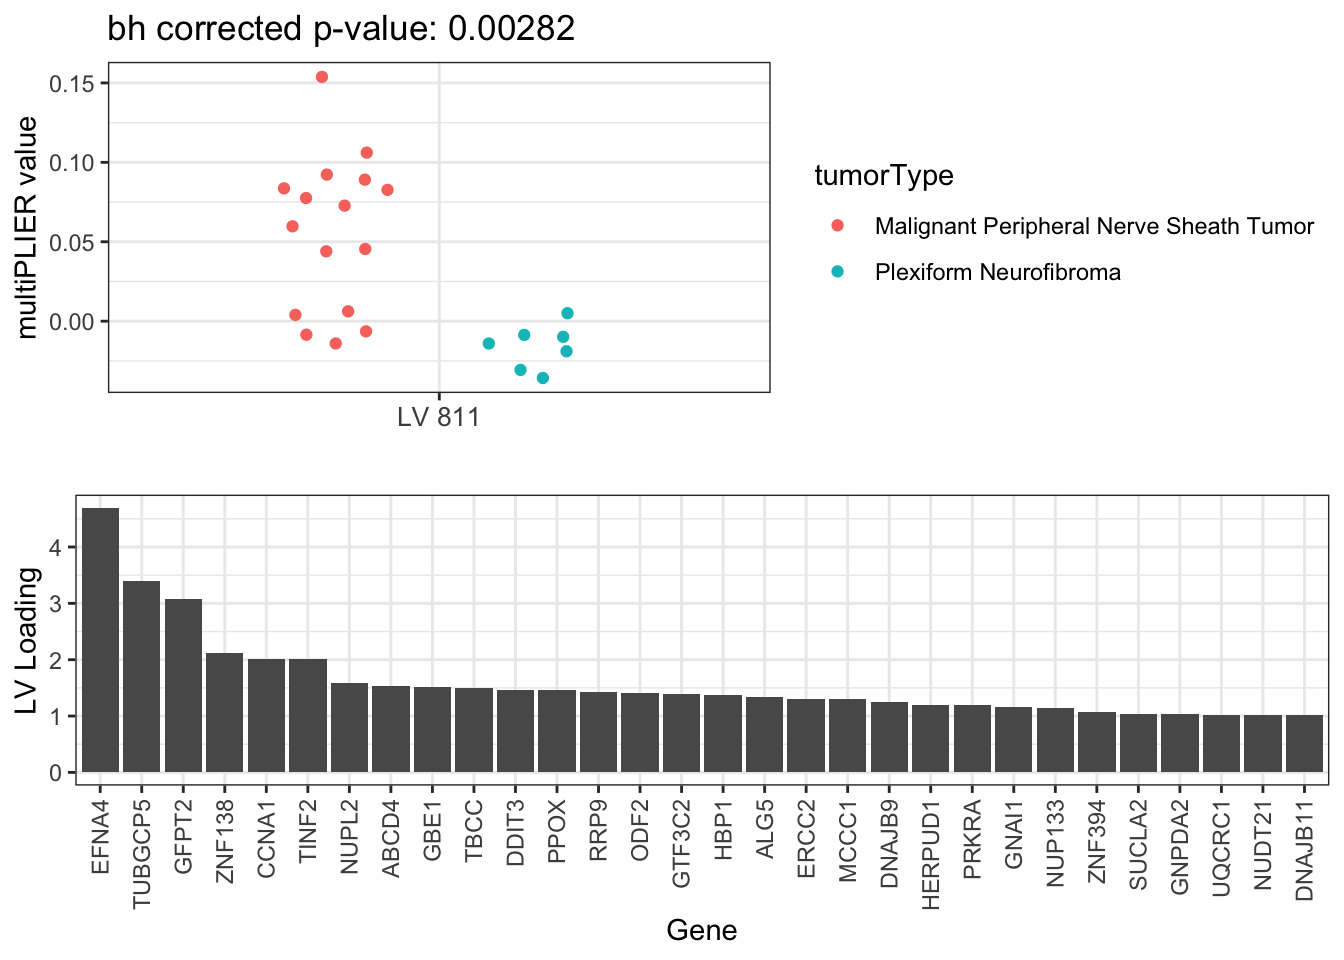 bh corrected p-value: 0.00282
multiPLIER value
0.15
0.10
0.05
0.00
LV 811
tumorType
Malignant Peripheral Nerve Sheath Tumor
Plexiform Neurofibroma
LV Loading
4
3
2
1
0
EFNA4
TUBGCP5
GFPT2
ZNF138
CCNA1
TINF2
NUPL2
ABCD4
GBE1
TBCC
DDIT3
PPOX
RRP9
ODF2
GTF3C2
HBP1
ALG5
ERCC2
MCCC1
DNAJB9
HERPUD1
PRKRA
GNAI1
NUP133
ZNF394
SUCLA2
GNPDA2
UQCRC1
NUDT21
DNAJB11
Gene